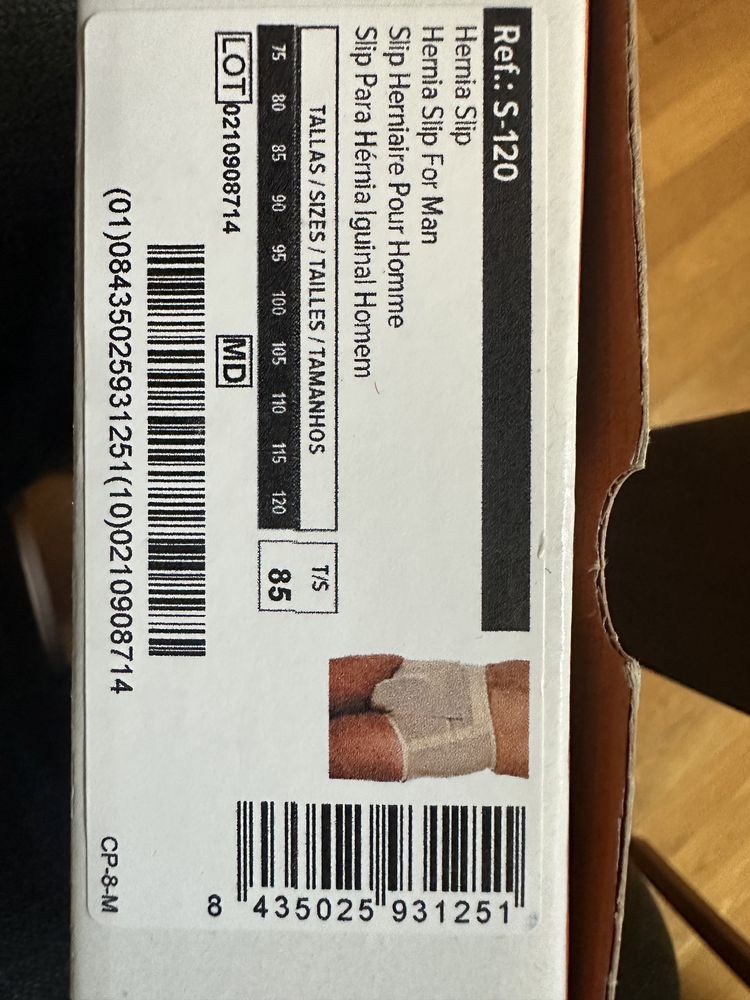 Ref.: S-120
Hernia Slip
Hernia Slip For Man
Slip Herniaire Pour Homme
Slip Para Hérnia Iguinal Homem
TALLAS / SIZES / TAILLES / TAMANHOS
75 80 85 90 95 100 105 110 115 120
T/S
85
LOT 0210908714
MD
(01)08435025931251(10)0210908714
8 435025 931251
CP-8-M